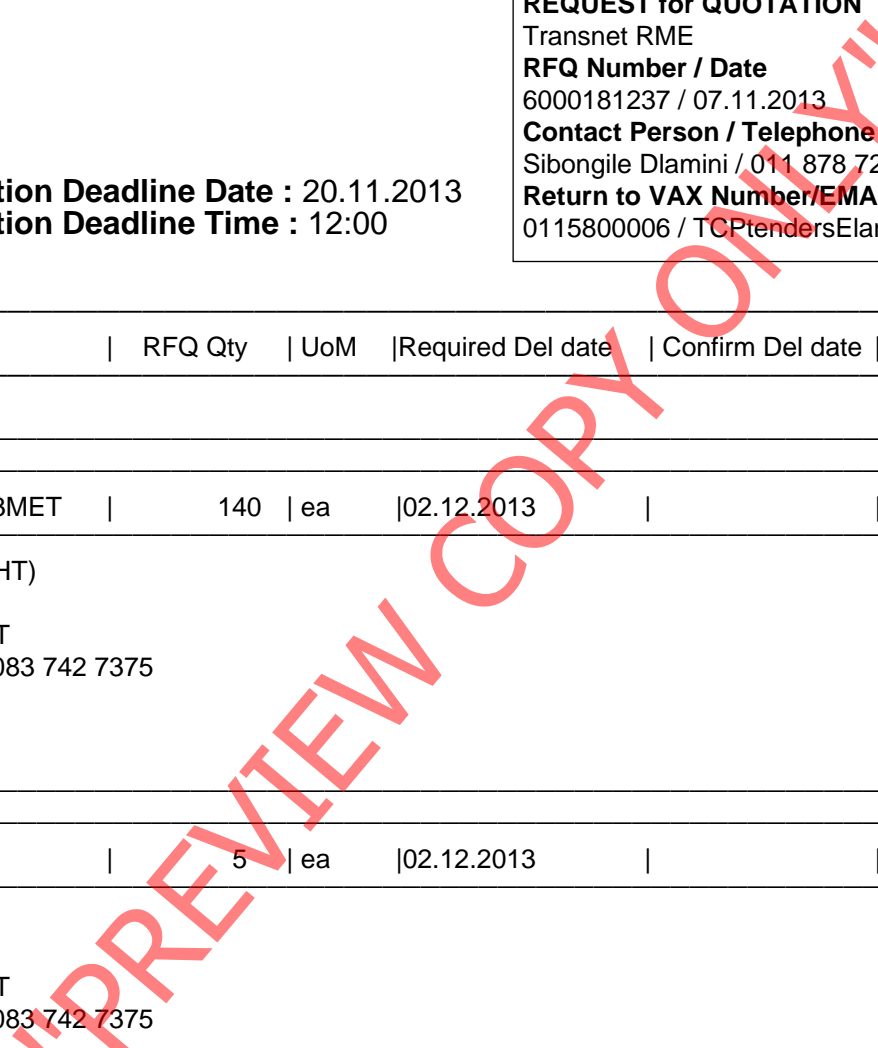 REQUEST for QUOTATION
Transnet RME
RFQ Number / Date
6000181237 / 07.11.2013
Contact Person / Telephone
Sibongile Dlamini / 011 878 72
Return to VAX Number/EMA
0115800006 / TCPtendersElan
tion Deadline Date : 20.11.2013
tion Deadline Time : 12:00
| RFQ Qty | UoM |Required Del date | Confirm Del date |
BMET | 140 | ea |02.12.2013 | |
HT)
T
083 742 7375
| 5 | ea |02.12.2013 | |
T
083 742 7375
"PREVIEW COPY ONLY"